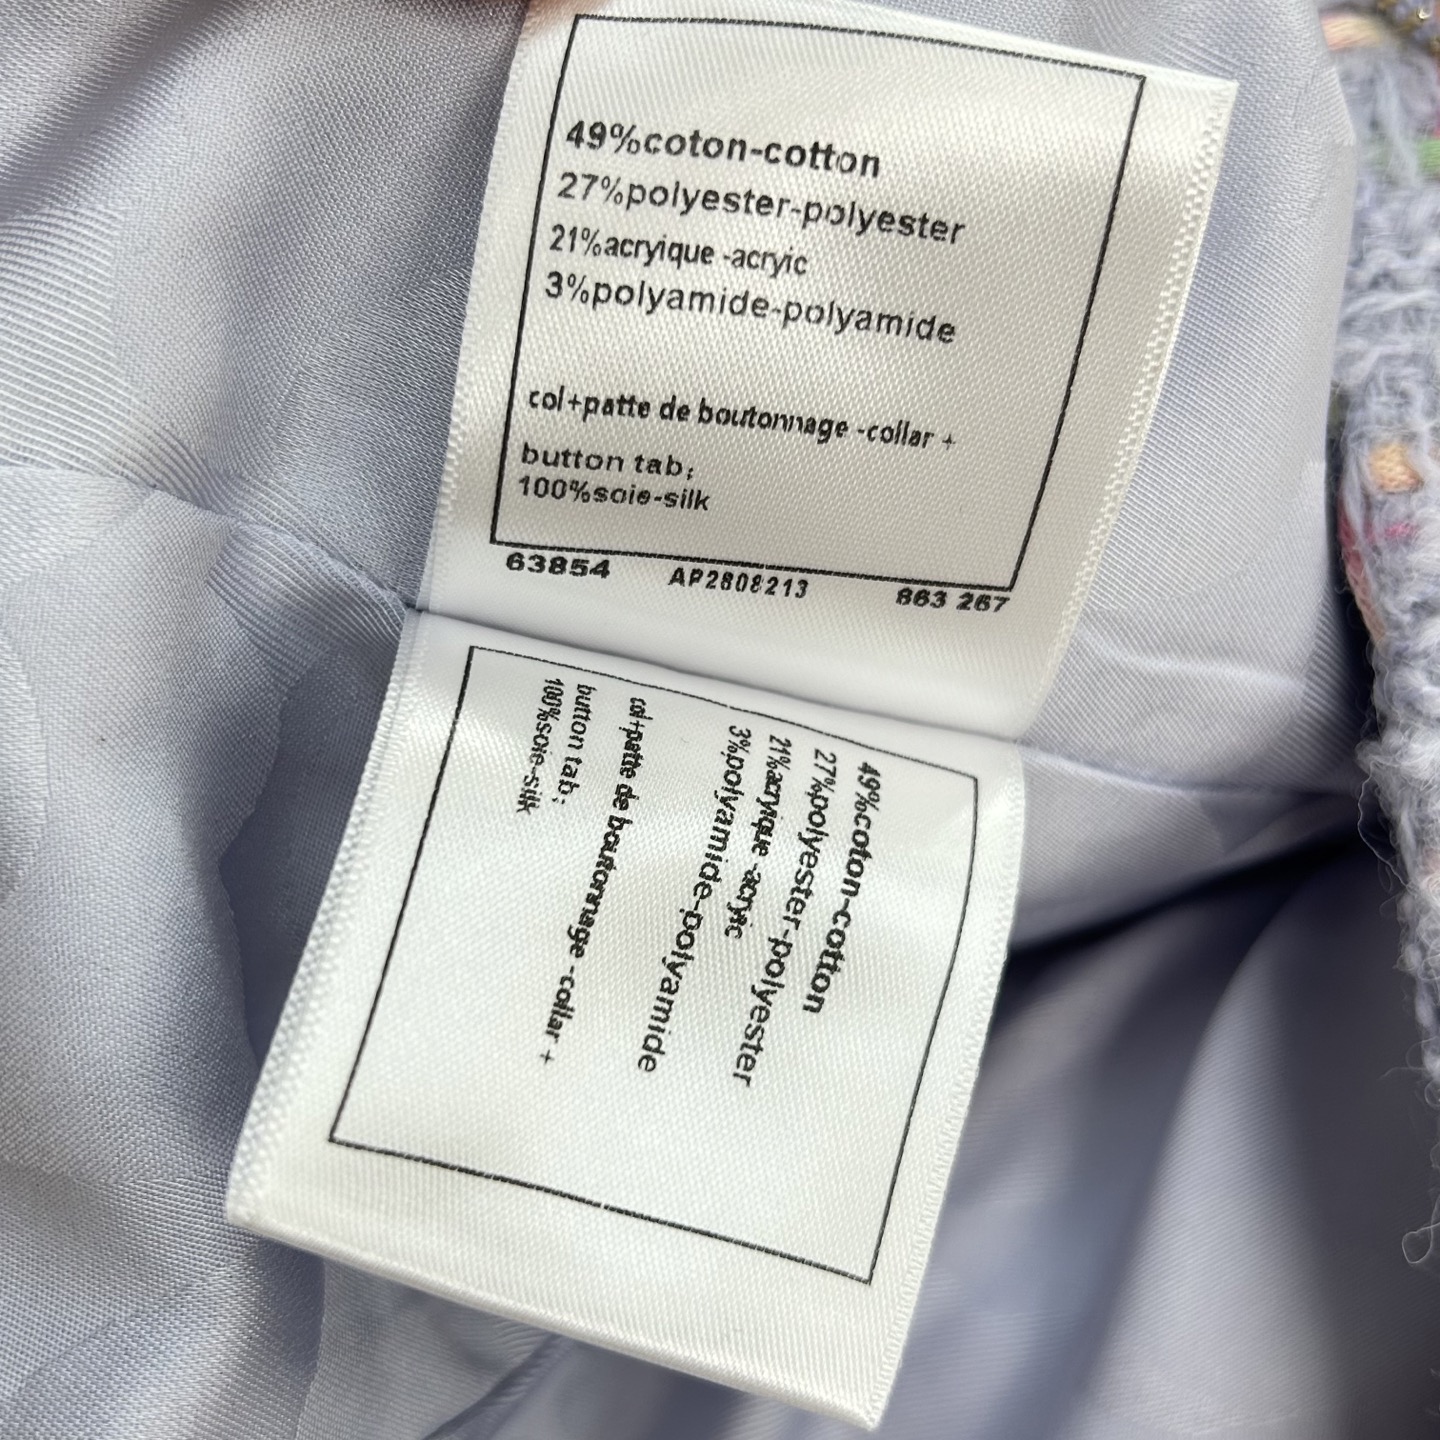 49%coton-cotton
27%polyester-polyester
21%acryique -acryic
3%polyamide-polyamide
col+patte de boutonnage -collar +
button tab;
100%soie-silk
63854 AP2808213 863 267
49%coton-cotton
27%polyester-polyester
21%acryique -acryic
3%polyamide-polyamide
col+patte de boutonnage -collar +
button tab;
100%soie-silk